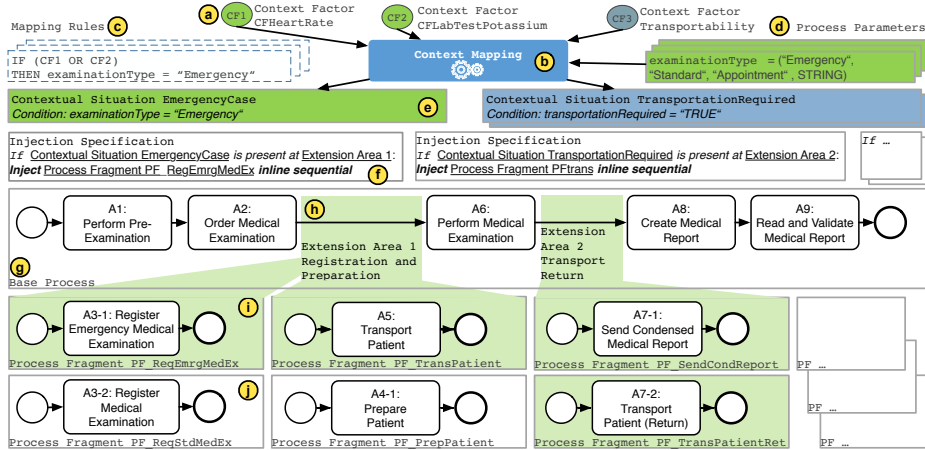 Mapping Rules c
a
CF1 Context Factor
CFHeartRate
CF2 Context Factor
CFLabTestPotassium
CF3 Context Factor
Transportability
d Process Parameters
IF (CF1 OR CF2)
THEN examinationType = "Emergency"
Context Mapping
b
examinationType = ("Emergency",
"Standard", "Appointment" , STRING)
Contextual Situation EmergencyCase
Condition: examinationType = "Emergency"
e
Contextual Situation TransportationRequired
Condition: transportationRequired = "TRUE"
Injection Specification
If Contextual Situation EmergencyCase is present at Extension Area 1:
Inject Process Fragment PF_RegEmrgMedEx inline sequential
f
Injection Specification
If Contextual Situation TransportationRequired is present at Extension Area 2:
Inject Process Fragment PFtrans inline sequential
If …
A1:
Perform Pre-
Examination
A2:
Order Medical
Examination
h
Extension Area 1
Registration and
Preparation
A6:
Perform Medical
Examination
Extension
Area 2
Transport
Return
A8:
Create Medical
Report
A9:
Read and Validate
Medical Report
g
Base Process
A3-1: Register
Emergency Medical
Examination
i
Process Fragment PF_ReqEmrgMedEx
A5:
Transport
Patient
Process Fragment PF_TransPatient
A7-1:
Send Condensed
Medical Report
Process Fragment PF_SendCondReport
A3-2: Register
Medical
Examination
j
Process Fragment PF_ReqStdMedEx
A4-1:
Prepare
Patient
Process Fragment PF_PrepPatient
A7-2:
Transport
Patient (Return)
Process Fragment PF_TransPatientRet
PF …
PF …
PF …